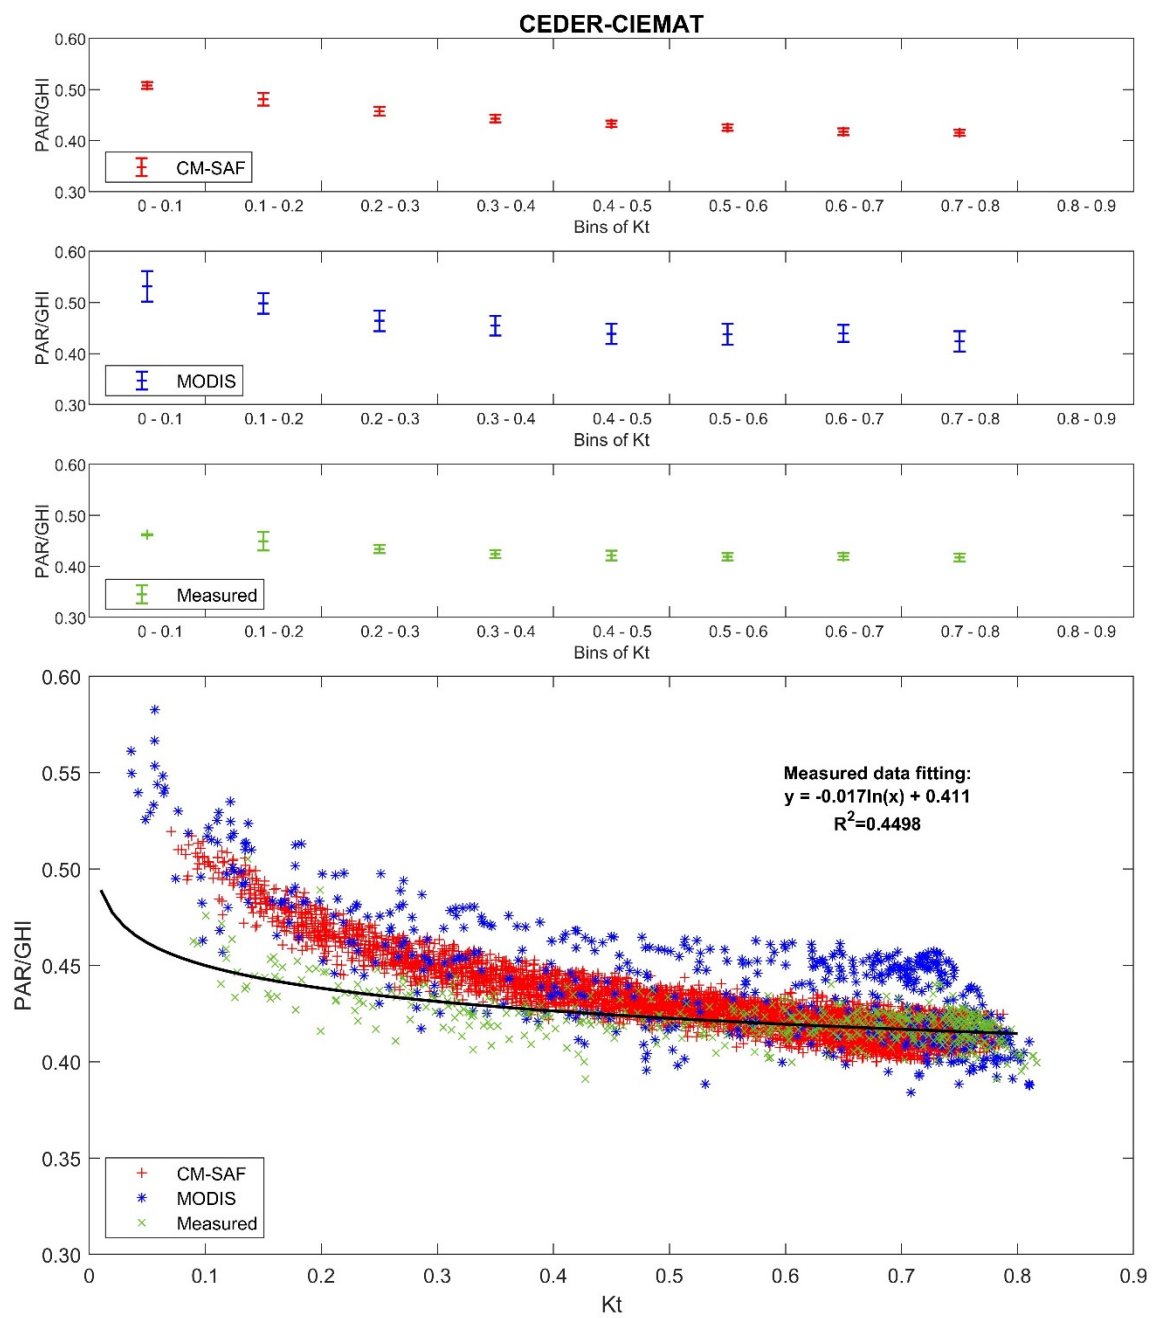 CEDER-CIEMAT
0.60
0.50
0.40
0.30
PAR/GHI
CM-SAF
0 - 0.1 0.1 - 0.2 0.2 - 0.3 0.3 - 0.4 0.4 - 0.5 0.5 - 0.6 0.6 - 0.7 0.7 - 0.8 0.8 - 0.9
Bins of Kt
0.60
0.50
0.40
0.30
PAR/GHI
MODIS
0 - 0.1 0.1 - 0.2 0.2 - 0.3 0.3 - 0.4 0.4 - 0.5 0.5 - 0.6 0.6 - 0.7 0.7 - 0.8 0.8 - 0.9
Bins of Kt
0.60
0.50
0.40
0.30
PAR/GHI
Measured
0 - 0.1 0.1 - 0.2 0.2 - 0.3 0.3 - 0.4 0.4 - 0.5 0.5 - 0.6 0.6 - 0.7 0.7 - 0.8 0.8 - 0.9
Bins of Kt
0.60
0.55
0.50
0.45
0.40
0.35
0.30
PAR/GHI
Measured data fitting:
y = -0.017ln(x) + 0.411
R²=0.4498
CM-SAF
MODIS
Measured
0 0.1 0.2 0.3 0.4 0.5 0.6 0.7 0.8 0.9
Kt